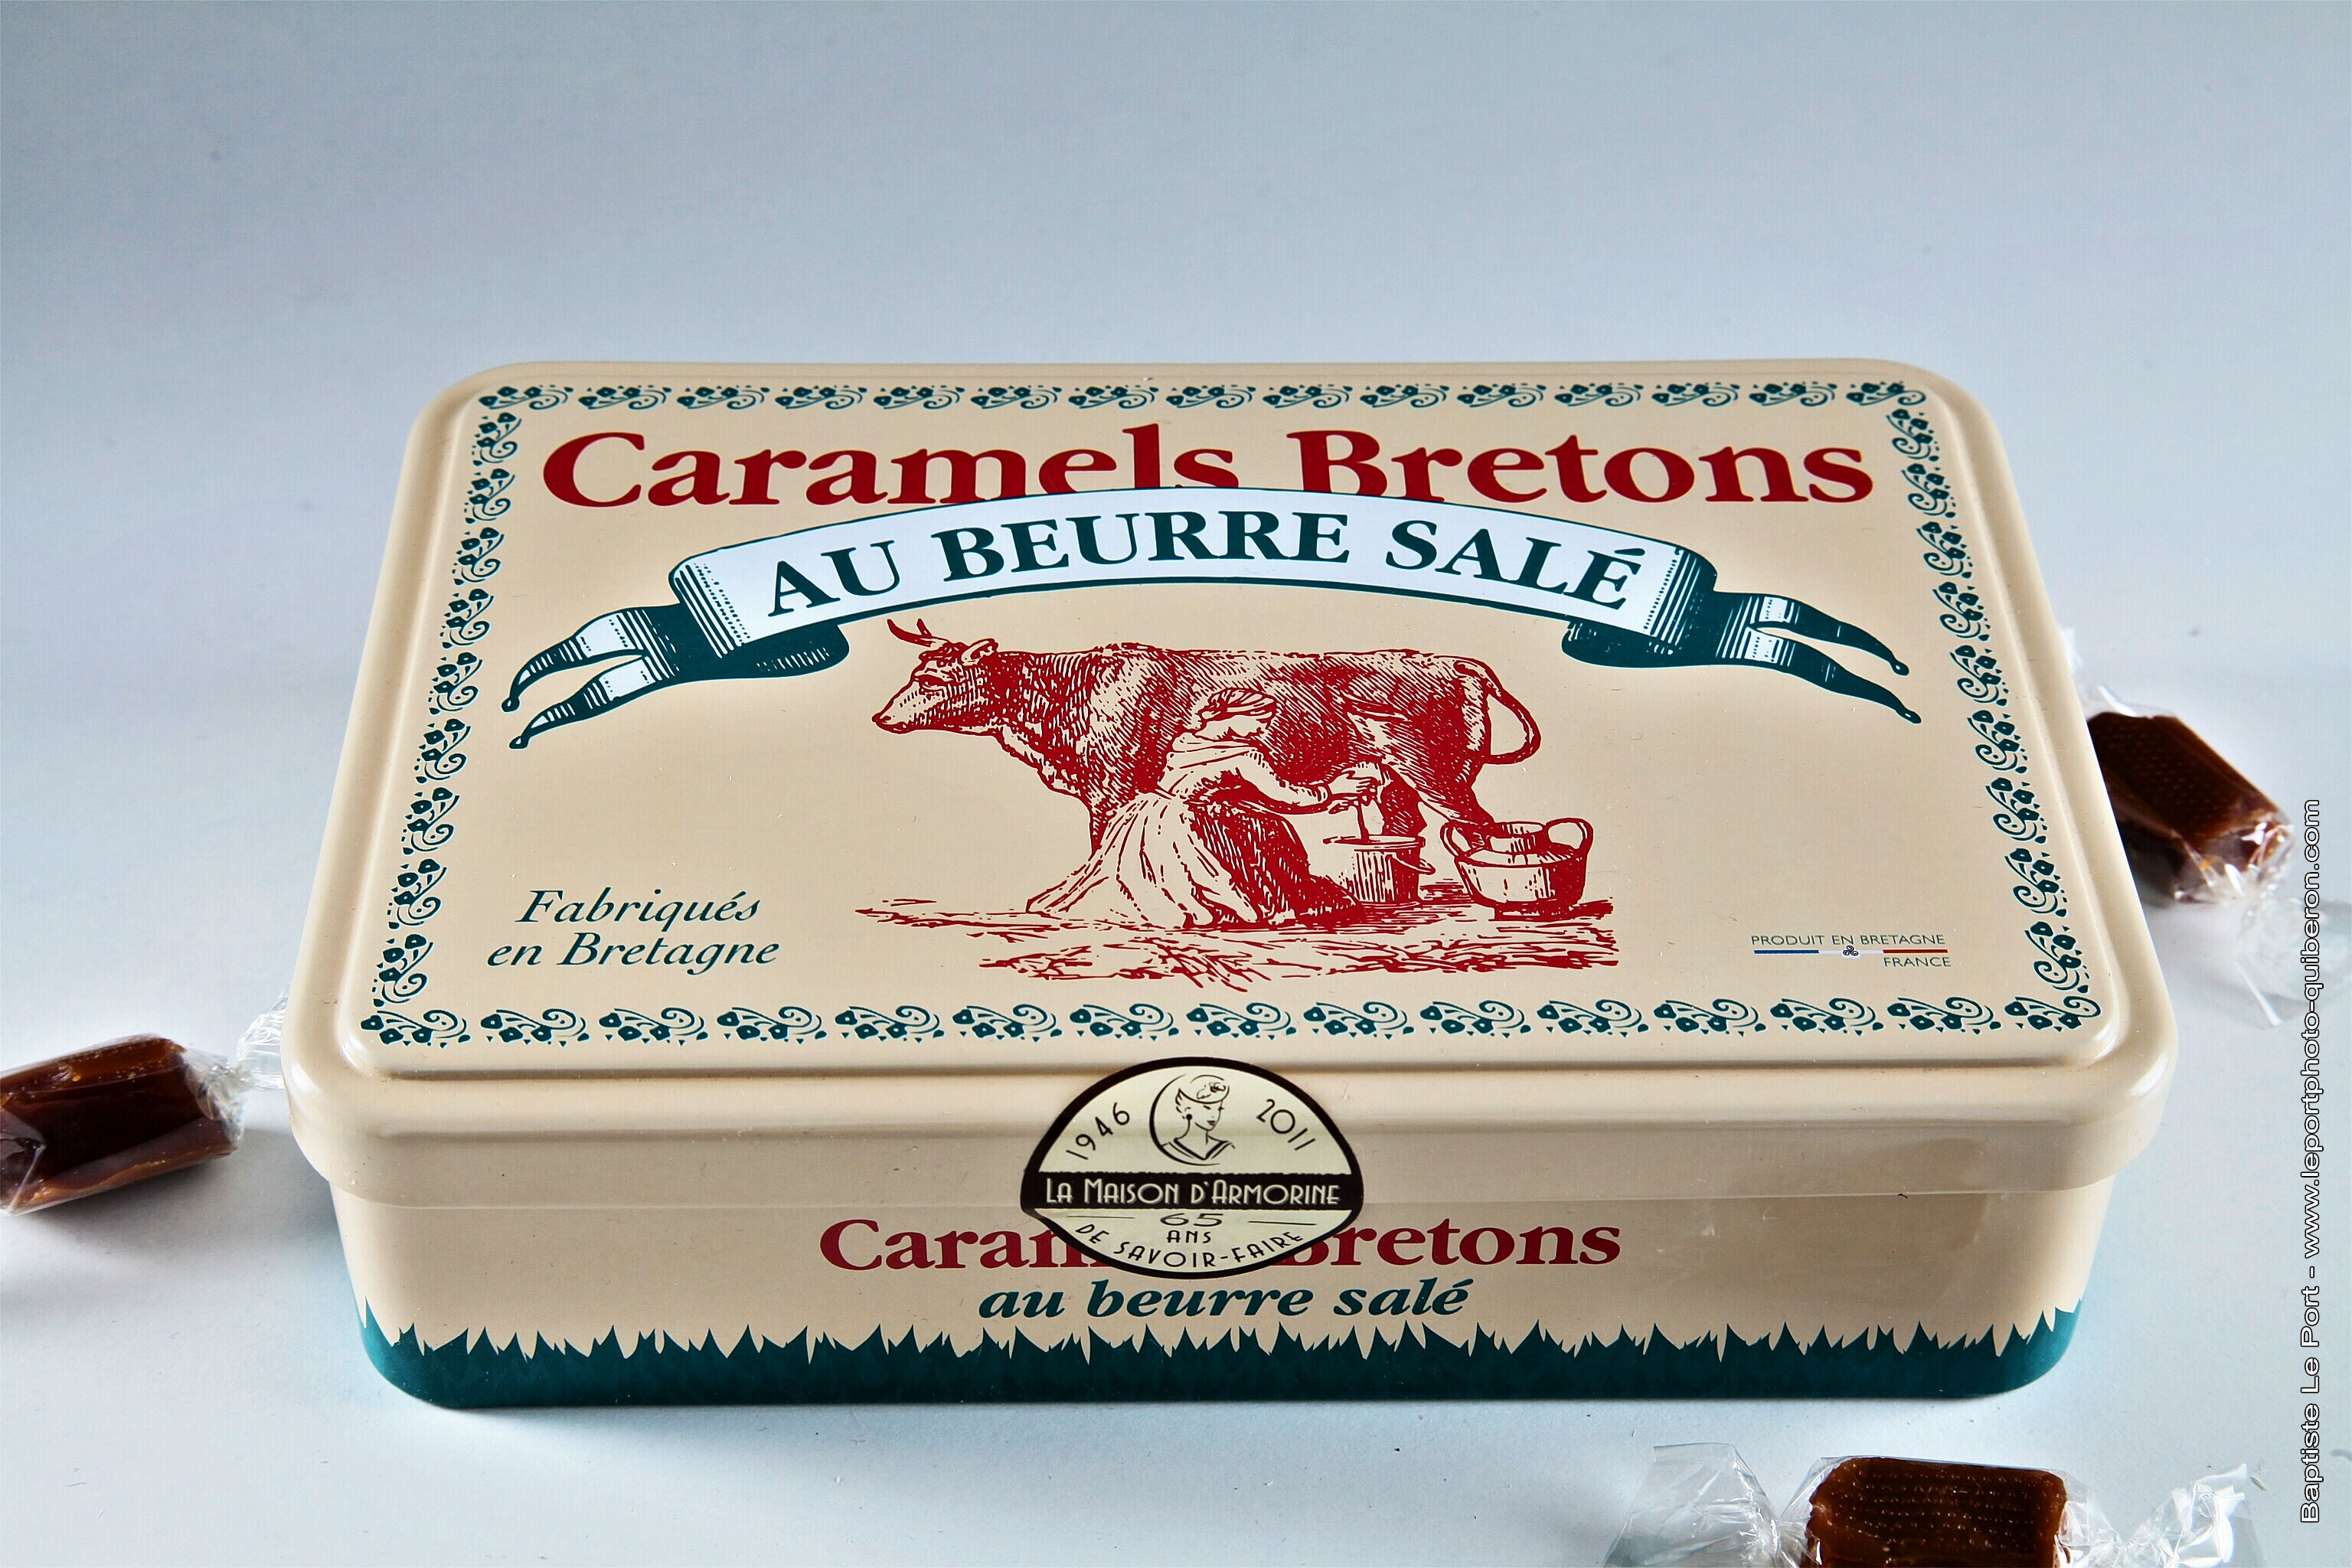 Caramels Bretons
AU BEURRE SALÉ
Fabriqués
en Bretagne
PRODUIT EN BRETAGNE
FRANCE
1946 2011
LA MAISON D'ARMORINE
65
ANS
DE SAVOIR-FAIRE
Caram retons
au beurre salé
Baptiste Le Port - www.leportphoto-quiberon.com